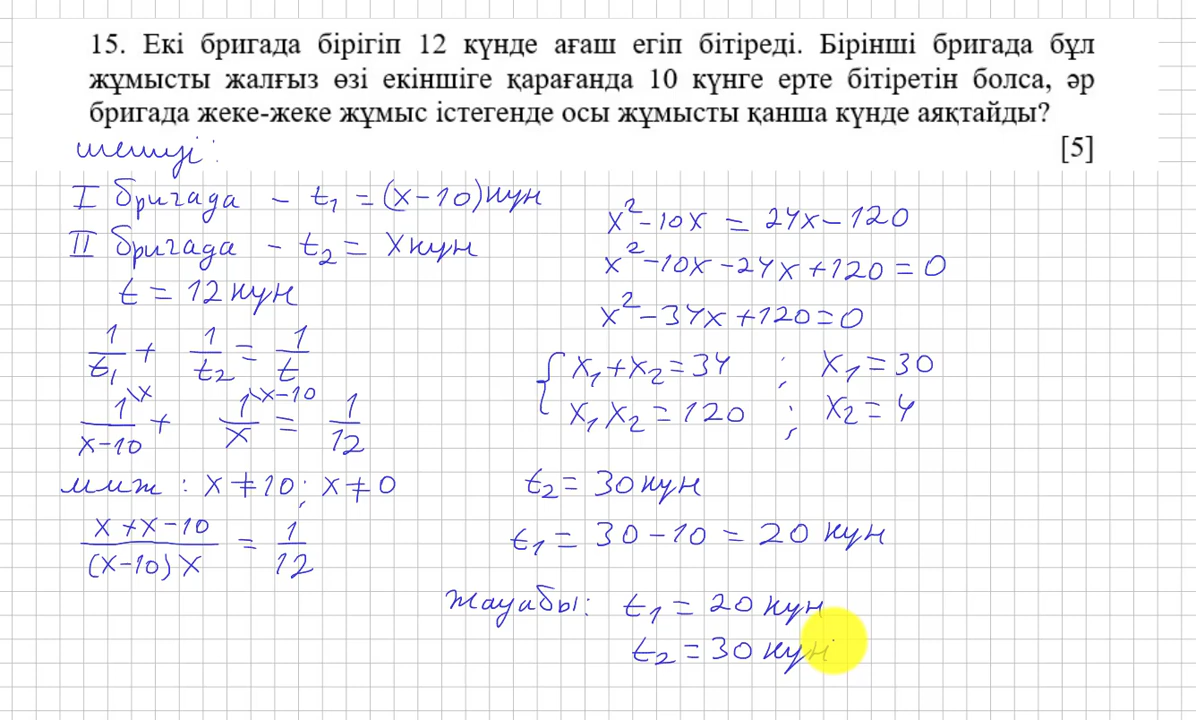 15. Екі бригада бірігіп 12 күнде ағаш егіп бітіреді. Бірінші бригада бұл
жұмысты жалғыз өзі екіншіге қарағанда 10 күнге ерте бітіретін болса, әр
бригада жеке-жеке жұмыс істегенде осы жұмысты қанша күнде аяқтайды?
[5]
шешуі:
I бригада - t₁ = (x-10) күн
II бригада - t₂ = x күн
t = 12 күн
1/t₁ + 1/t₂ = 1/t
1\x/(x-10) + 1\x-10/x = 1/12
ммж: x ≠ 10; x ≠ 0
(x+x-10)/((x-10)x) = 1/12
x²-10x = 24x-120
x²-10x-24x+120=0
x²-34x+120=0
{ x₁+x₂=34 ; x₁=30
x₁x₂=120 ; x₂=4
t₂=30 күн
t₁ = 30-10 = 20 күн
жауабы: t₁ = 20 күн
t₂ = 30 күн